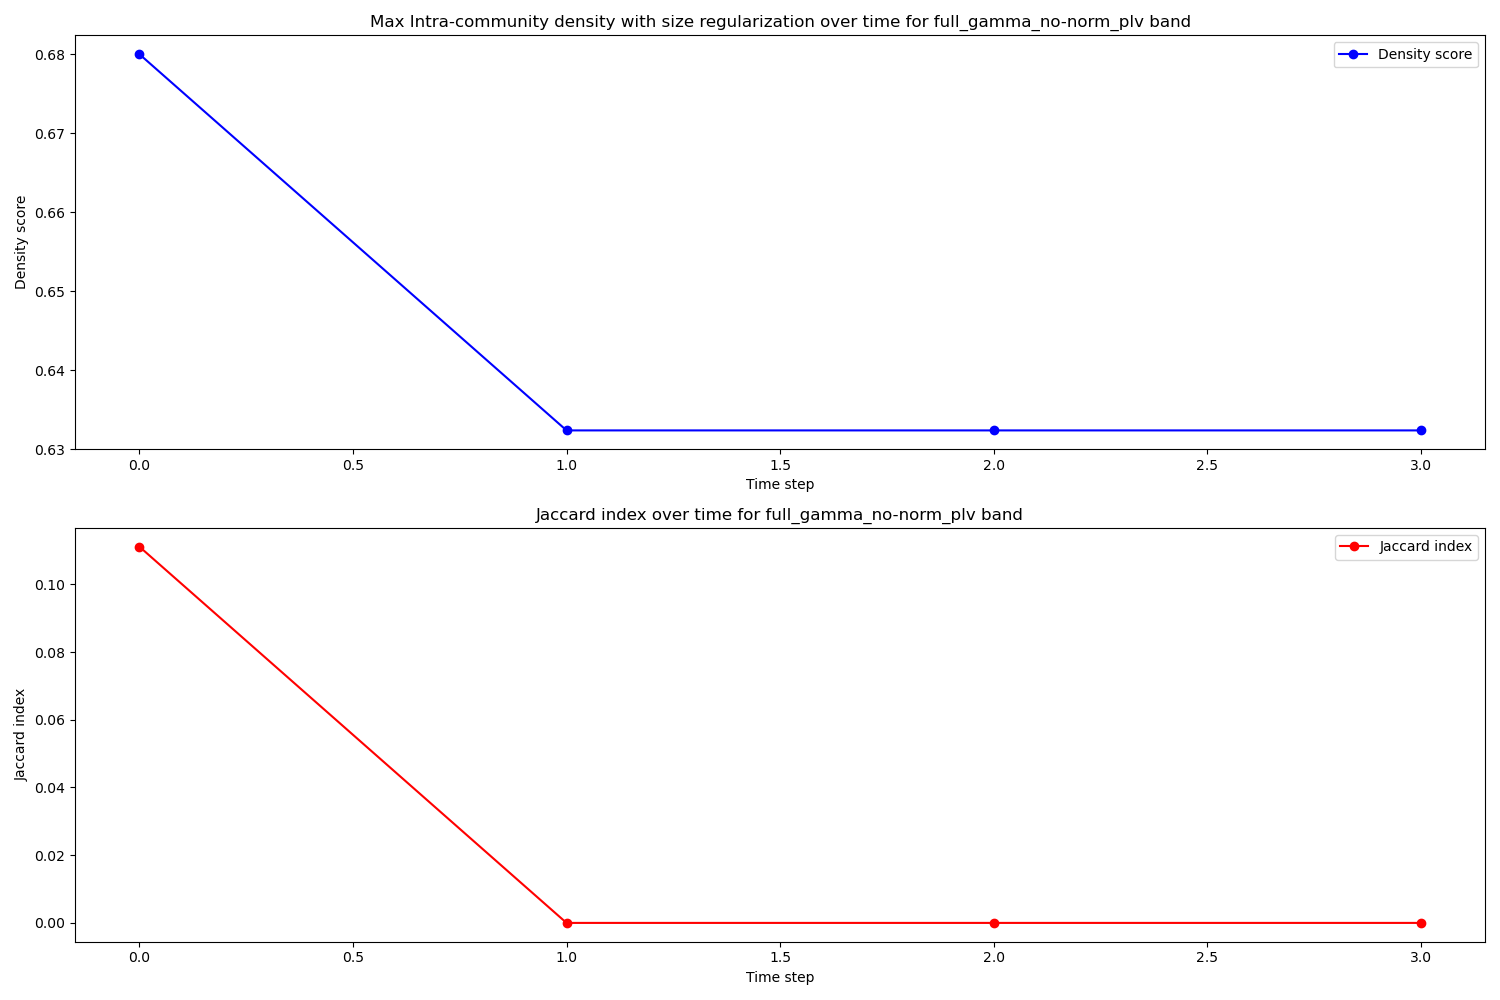 Max Intra-community density with size regularization over time for full_gamma_no-norm_plv band
Density score
0.68
0.67
0.66
0.65
0.64
0.63
Density score
0.0 0.5 1.0 1.5 2.0 2.5 3.0
Time step
Jaccard index over time for full_gamma_no-norm_plv band
Jaccard index
0.10
0.08
0.06
0.04
0.02
0.00
Jaccard index
0.0 0.5 1.0 1.5 2.0 2.5 3.0
Time step